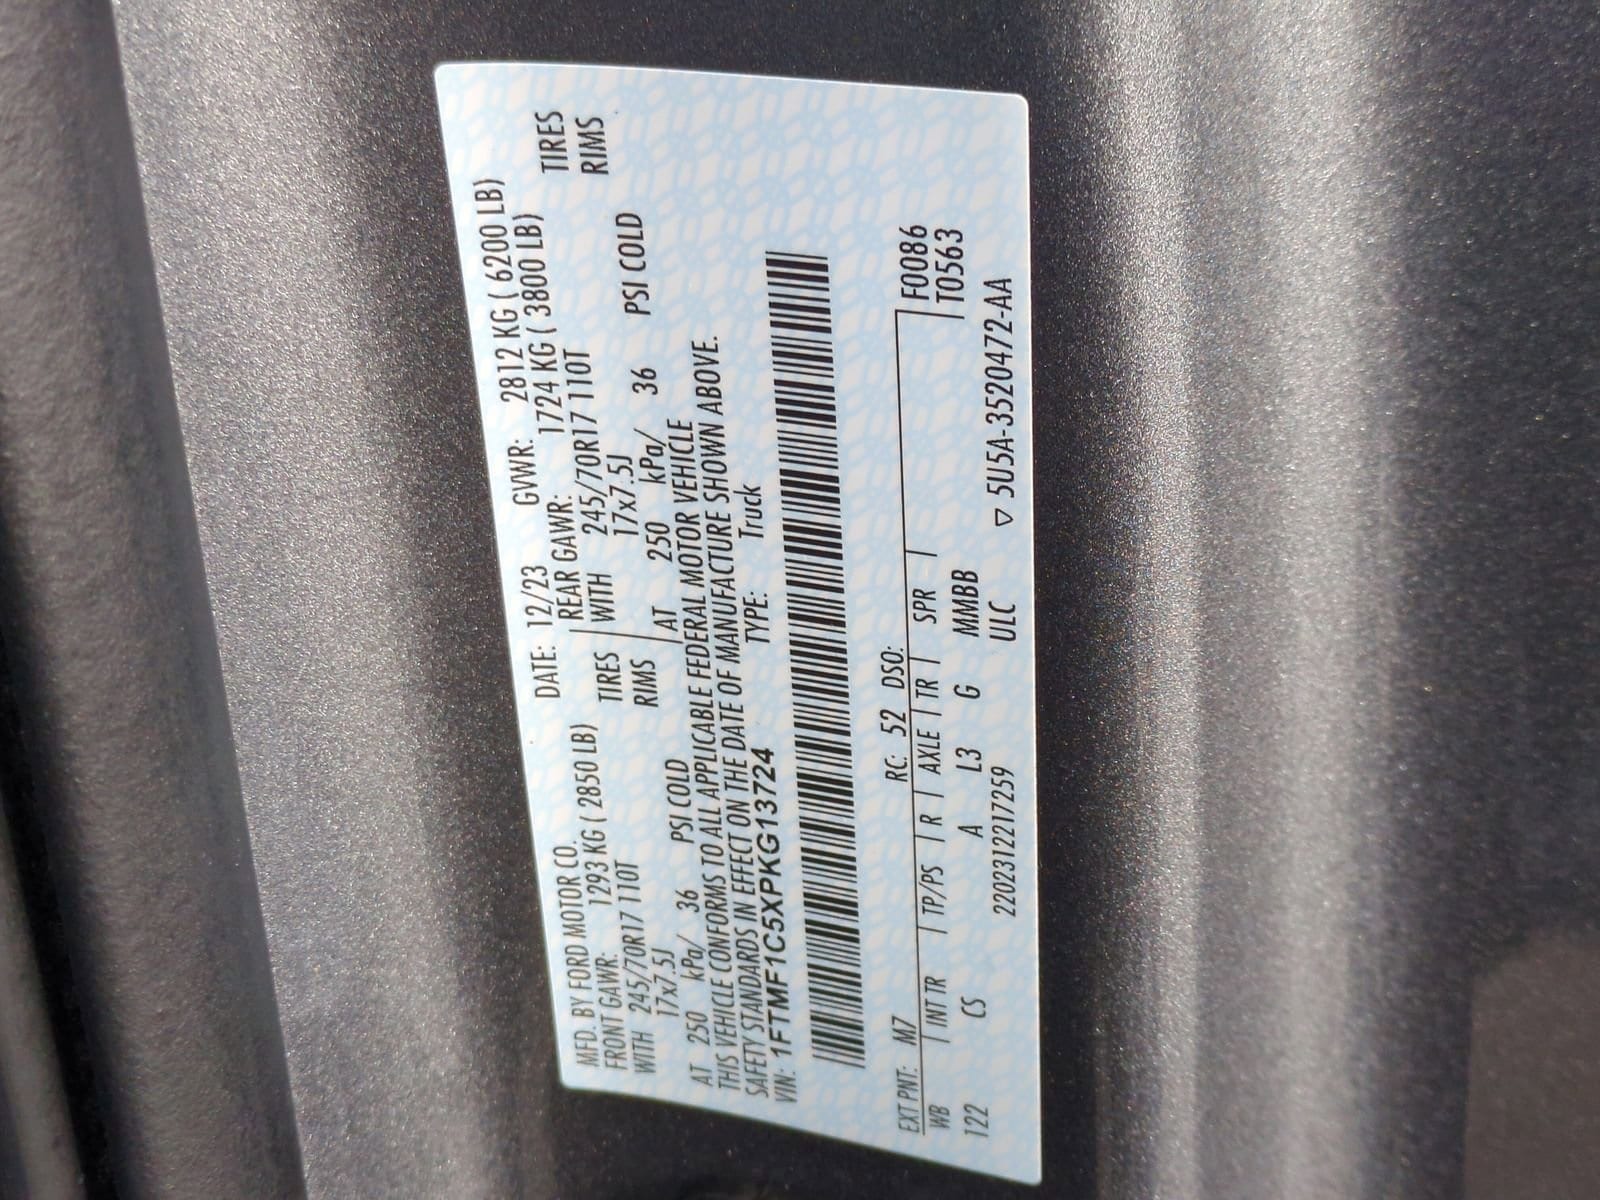 MFD. BY FORD MOTOR CO. DATE: 12/23 GVWR: 2812 KG ( 6200 LB)
FRONT GAWR: 1293 KG ( 2850 LB) REAR GAWR: 1724 KG ( 3800 LB)
WITH 245/70R17 110T TIRES WITH 245/70R17 110T TIRES
17x7.5J RIMS 17x7.5J RIMS
AT 250 kPa/ 36 PSI COLD AT 250 kPa/ 36 PSI COLD
THIS VEHICLE CONFORMS TO ALL APPLICABLE FEDERAL MOTOR VEHICLE
SAFETY STANDARDS IN EFFECT ON THE DATE OF MANUFACTURE SHOWN ABOVE.
VIN: 1FTMF1C5XPKG13724 TYPE: Truck
EXT PNT: M7 RC: 52 DSO: F0086
WB | INT TR | TP/PS | R | AXLE | TR | SPR | T0563
122 CS A L3 G MMBB
2202312217259 ULC ▽ 5U5A-3520472-AA